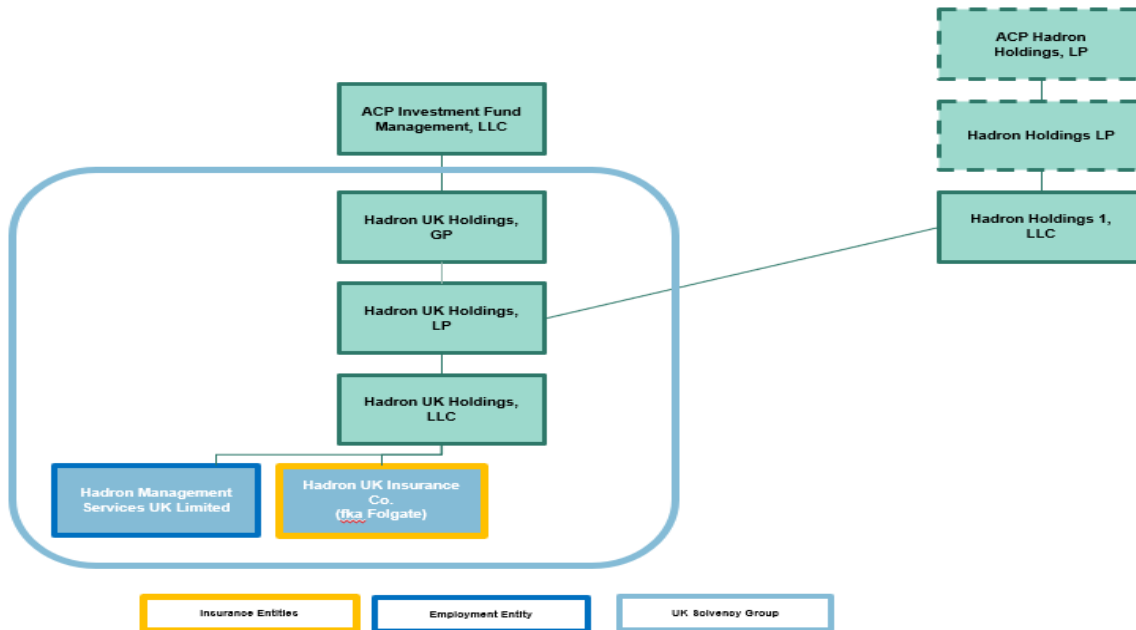 ACP Hadron
Holdings, LP
ACP Investment Fund
Management, LLC
Hadron Holdings LP
Hadron UK Holdings,
GP
Hadron Holdings 1,
LLC
Hadron UK Holdings,
LP
Hadron UK Holdings,
LLC
Hadron Management
Services UK Limited
Hadron UK Insurance
Co.
(fka Folgate)
Insurance Entities
Employment Entity
UK Solvency Group